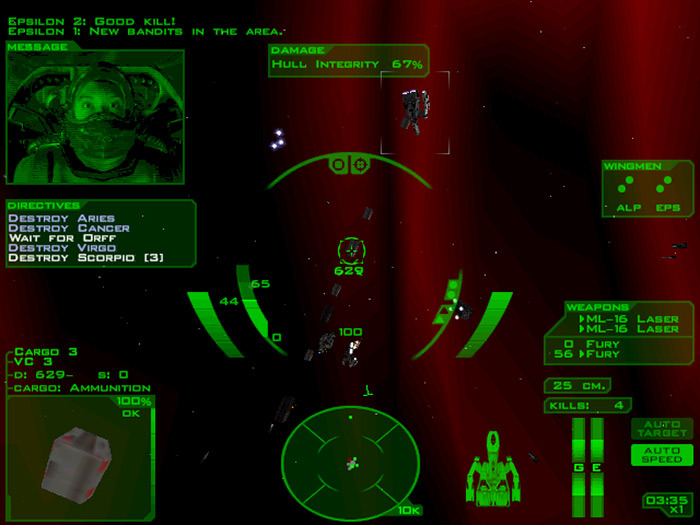 Epsilon 2: Good kill!
Epsilon 1: New bandits in the area.
Message
Damage
Hull Integrity 67%
Wingmen
ALP EPS
Directives
Destroy Aries
Destroy Cancer
Wait for Orff
Destroy Virgo
Destroy Scorpio [3]
629
65
44
0
100
Weapons
ML-16 Laser
ML-16 Laser
0 Fury
56 Fury
Cargo 3
VC 3
D: 629- S: 0
Cargo: Ammunition
100%
OK
25 CM.
Kills: 4
Auto Target
Auto Speed
G E
10K
03:35
x1